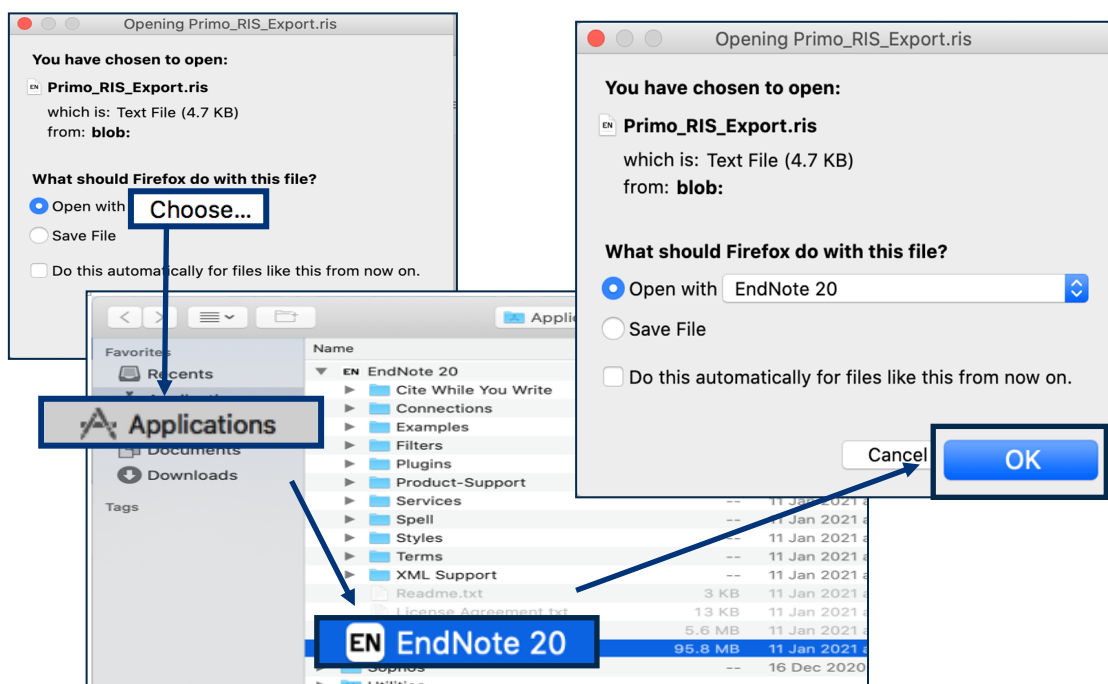 Opening Primo_RIS_Export.ris
You have chosen to open:
EN Primo_RIS_Export.ris
which is: Text File (4.7 KB)
from: blob:
What should Firefox do with this file?
Open with Choose...
Save File
Do this automatically for files like this from now on.
Favorites
Recents
Applications
Documents
Downloads
Tags
Name
EN EndNote 20
Cite While You Write
Connections
Examples
Filters
Plugins
Product-Support
Services -- 11 Jan 2021
Spell -- 11 Jan 2021
Styles -- 11 Jan 2021
Terms -- 11 Jan 2021
XML Support -- 11 Jan 2021
Readme.txt 3 KB 11 Jan 2021
License Agreement.txt 13 KB 11 Jan 2021
5.6 MB 11 Jan 2021
EN EndNote 20 95.8 MB 11 Jan 2021
Sophos -- 16 Dec 2020
Utilities
Opening Primo_RIS_Export.ris
You have chosen to open:
EN Primo_RIS_Export.ris
which is: Text File (4.7 KB)
from: blob:
What should Firefox do with this file?
Open with EndNote 20
Save File
Do this automatically for files like this from now on.
Cancel OK